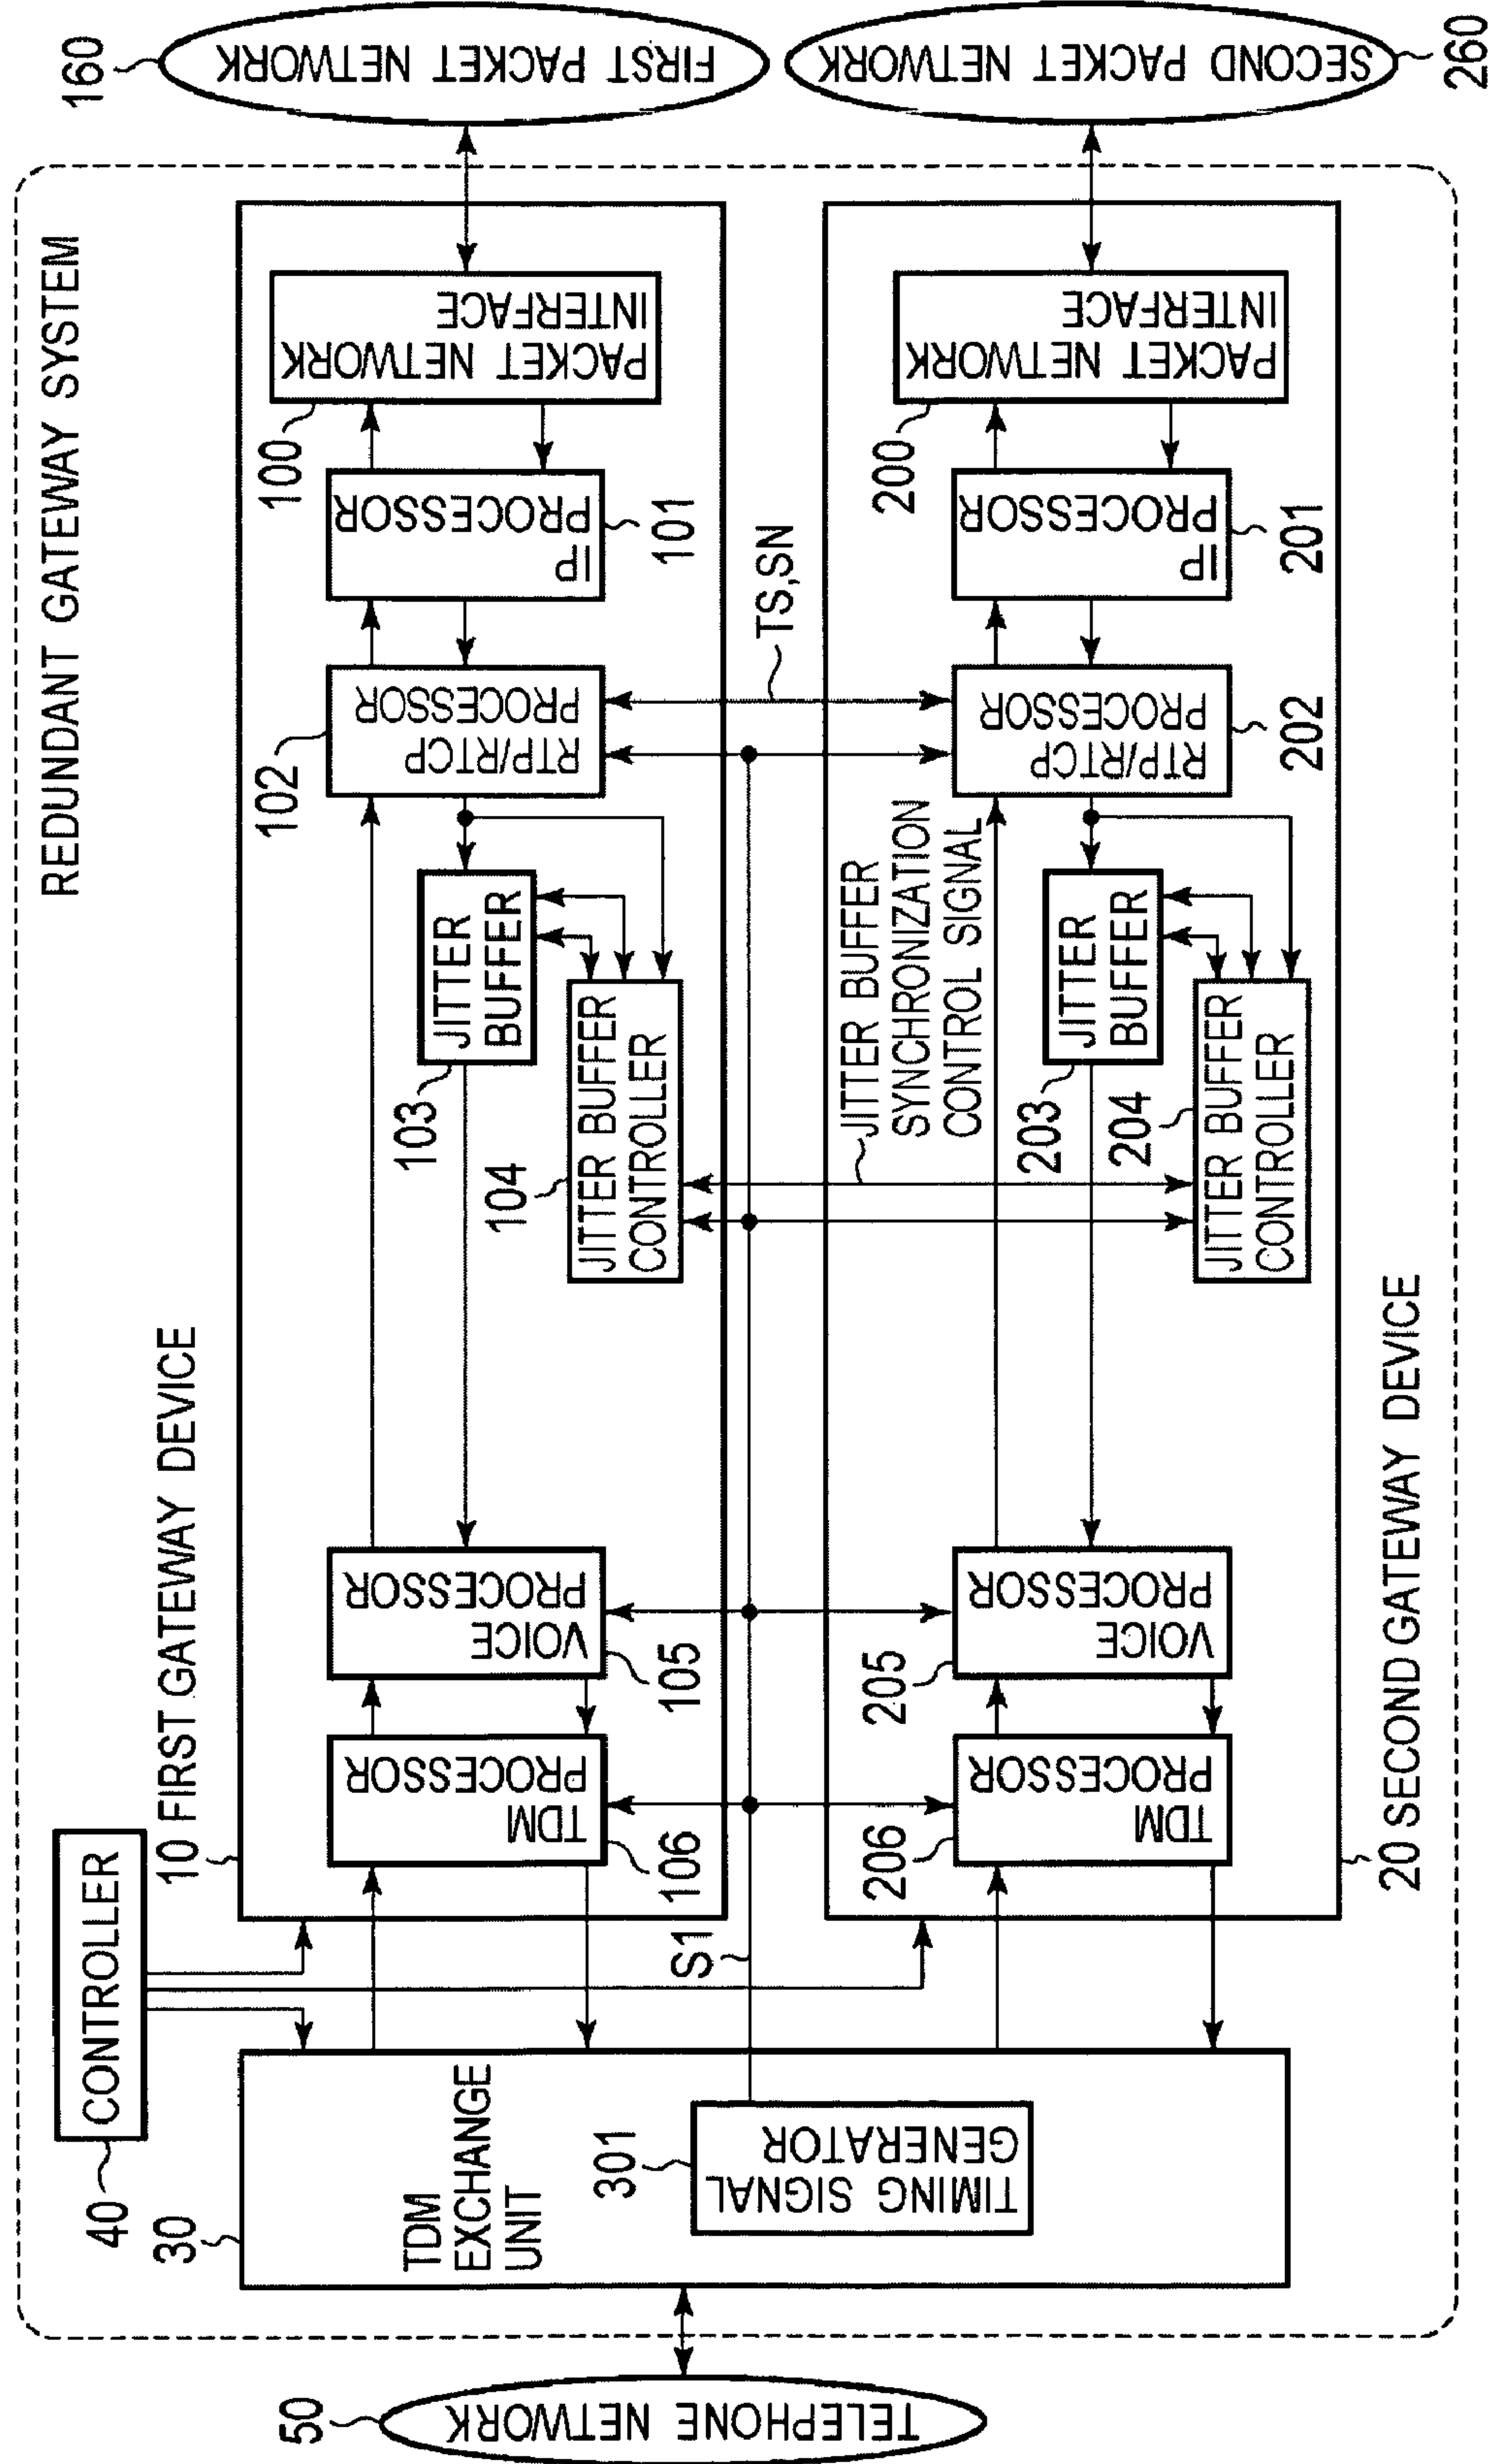 REDUNDANT GATEWAY SYSTEM
40
CONTROLLER
10 FIRST GATEWAY DEVICE
30
TDM
EXCHANGE
UNIT
301
TIMING SIGNAL
GENERATOR
50
TELEPHONE NETWORK
S1
106
TDM
PROCESSOR
105
VOICE
PROCESSOR
103
JITTER
BUFFER
104
JITTER BUFFER
CONTROLLER
102
RTP/RTCP
PROCESSOR
101
IP
PROCESSOR
100
PACKET NETWORK
INTERFACE
160
FIRST PACKET NETWORK
TS,SN
JITTER BUFFER
SYNCHRONIZATION
CONTROL SIGNAL
206
TDM
PROCESSOR
205
VOICE
PROCESSOR
203
JITTER
BUFFER
204
JITTER BUFFER
CONTROLLER
202
RTP/RTCP
PROCESSOR
201
IP
PROCESSOR
200
PACKET NETWORK
INTERFACE
260
SECOND PACKET NETWORK
20 SECOND GATEWAY DEVICE